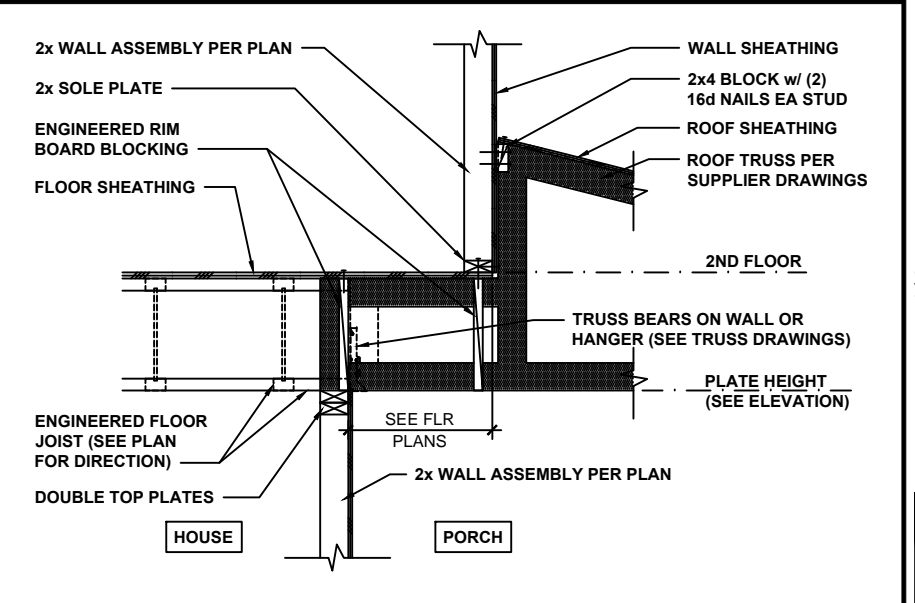 2x WALL ASSEMBLY PER PLAN
2x SOLE PLATE
ENGINEERED RIM
BOARD BLOCKING
FLOOR SHEATHING
WALL SHEATHING
2x4 BLOCK w/ (2)
16d NAILS EA STUD
ROOF SHEATHING
ROOF TRUSS PER
SUPPLIER DRAWINGS
2ND FLOOR
TRUSS BEARS ON WALL OR
HANGER (SEE TRUSS DRAWINGS)
PLATE HEIGHT
(SEE ELEVATION)
ENGINEERED FLOOR
JOIST (SEE PLAN
FOR DIRECTION)
DOUBLE TOP PLATES
SEE FLR
PLANS
2x WALL ASSEMBLY PER PLAN
HOUSE
PORCH